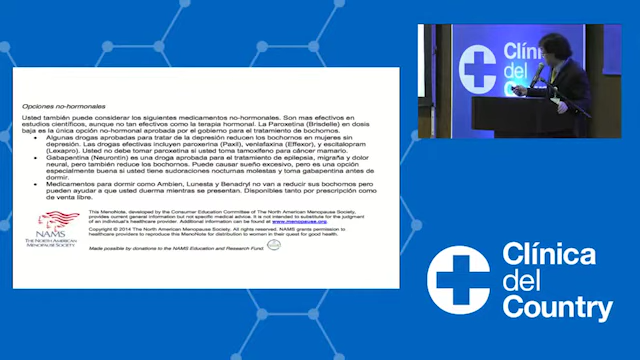 Opciones no-hormonales
Usted también puede considerar los siguientes medicamentos no-hormonales. Son mas efectivos en
estudios científicos, aunque no tan efectivos como la terapia hormonal. La Paroxetina (Brisdelle) en dosis
baja es la única opción no-hormonal aprobada por el gobierno para el tratamiento de bochornos.
• Algunas drogas aprobadas para tratar de la depresión reducen los bochornos en mujeres sin
depresión. Las drogas efectivas incluyen paroxerina (Paxil), venlafaxina (Effexor), y escitalopram
(Lexapro). Usted no debe tomar paroxetina si usted toma tamoxifeno para cáncer mamario.
• Gabapentina (Neurontin) es una droga aprobada para el tratamiento de epilepsia, migraña y dolor
neural, pero también reduce los bochornos. Puede causar sueño excesivo, pero es una opción
especialmente buena si usted tiene sudoraciones nocturnas molestas y toma gabapentina antes de
dormir.
• Medicamentos para dormir como Ambien, Lunesta y Benadryl no van a reducir sus bochornos pero
pueden ayudar a que usted duerma mientras se presentan. Disponibles tanto por prescripción como
de venta libre.
NAMS
THE NORTH AMERICAN
MENOPAUSE SOCIETY
This MenoNote, developed by the Consumer Education Committee of The North American Menopause Society,
provides current general information but not specific medical advice. It is not intended to substitute for the judgment
of an individual's healthcare provider. Additional information can be found at www.menopause.org.
Copyright © 2014 The North American Menopause Society. All rights reserved. NAMS grants permission
to healthcare providers to reproduce this MenoNote for distribution to women in their quest for good health.
Made possible by donations to the NAMS Education and Research Fund.
Clínica
del
Country
Clínica
del
Country